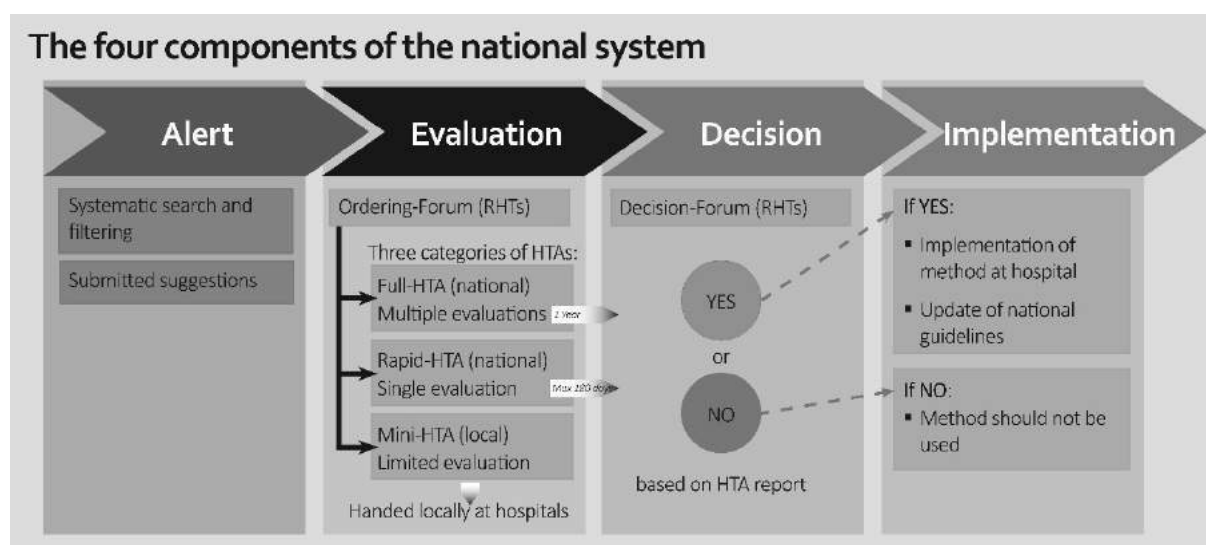 The four components of the national system
Alert
Evaluation
Decision
Implementation
Systematic search and
filtering
Submitted suggestions
Ordering-Forum (RHTs)
Three categories of HTAs:
Full-HTA (national)
Multiple evaluations
1 Year
Rapid-HTA (national)
Single evaluation
Max 180 days
Mini-HTA (local)
Limited evaluation
Handed locally at hospitals
Decision-Forum (RHTs)
YES
or
NO
based on HTA report
If YES:
▪ Implementation of
method at hospital
▪ Update of national
guidelines
If NO:
▪ Method should not be
used